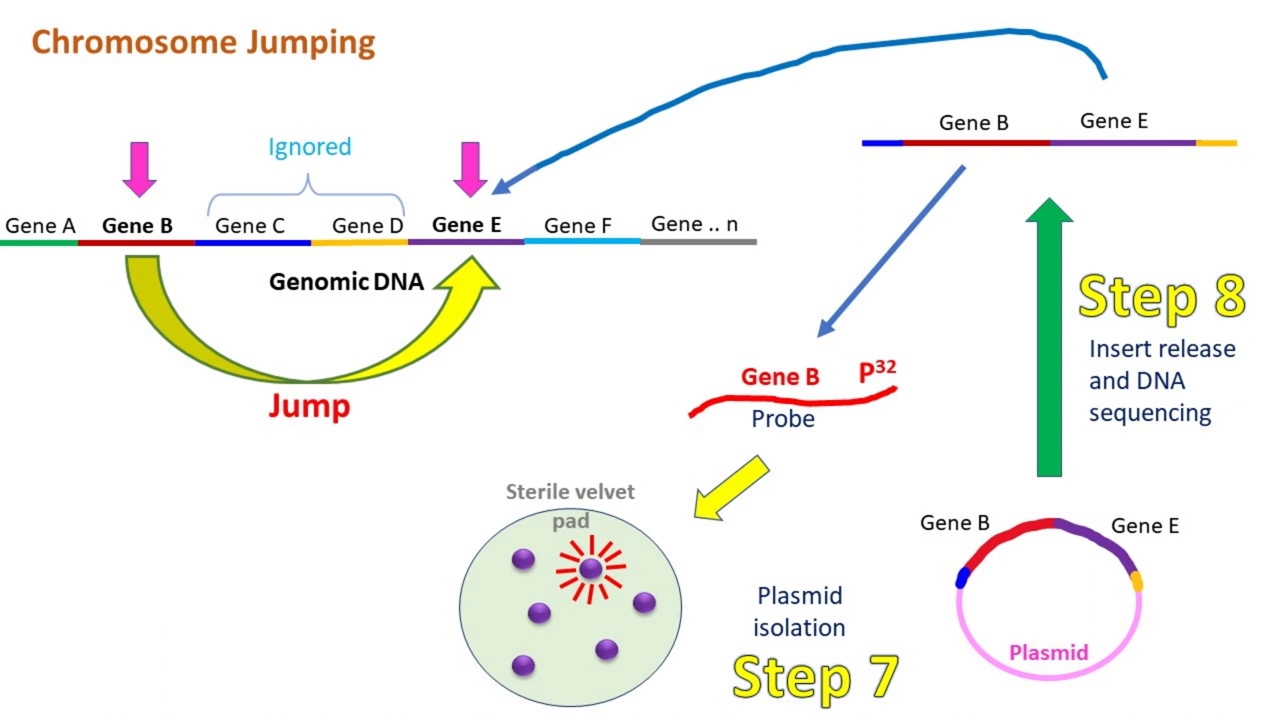 Chromosome Jumping
Gene B
Gene E
Ignored
Gene A
Gene B
Gene C
Gene D
Gene E
Gene F
Gene .. n
Genomic DNA
Jump
Step 8
Insert release
and DNA
sequencing
Gene B
P³²
Probe
Sterile velvet
pad
Gene B
Gene E
Plasmid
isolation
Plasmid
Step 7